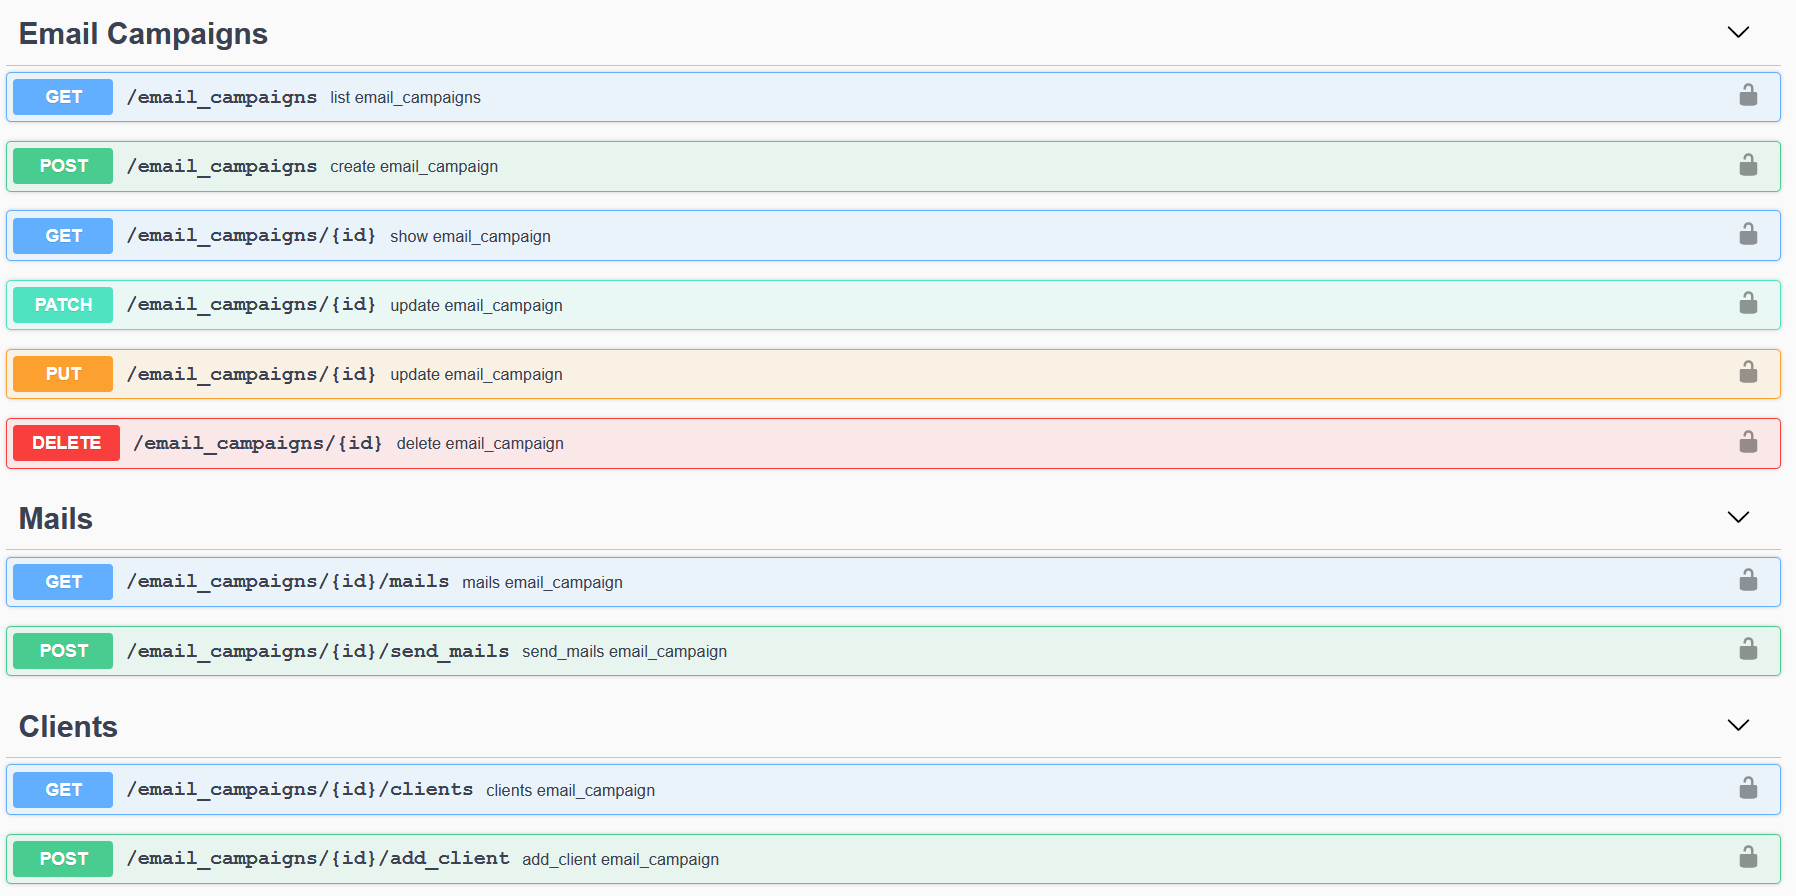 Email Campaigns
GET /email_campaigns list email_campaigns
POST /email_campaigns create email_campaign
GET /email_campaigns/{id} show email_campaign
PATCH /email_campaigns/{id} update email_campaign
PUT /email_campaigns/{id} update email_campaign
DELETE /email_campaigns/{id} delete email_campaign
Mails
GET /email_campaigns/{id}/mails mails email_campaign
POST /email_campaigns/{id}/send_mails send_mails email_campaign
Clients
GET /email_campaigns/{id}/clients clients email_campaign
POST /email_campaigns/{id}/add_client add_client email_campaign